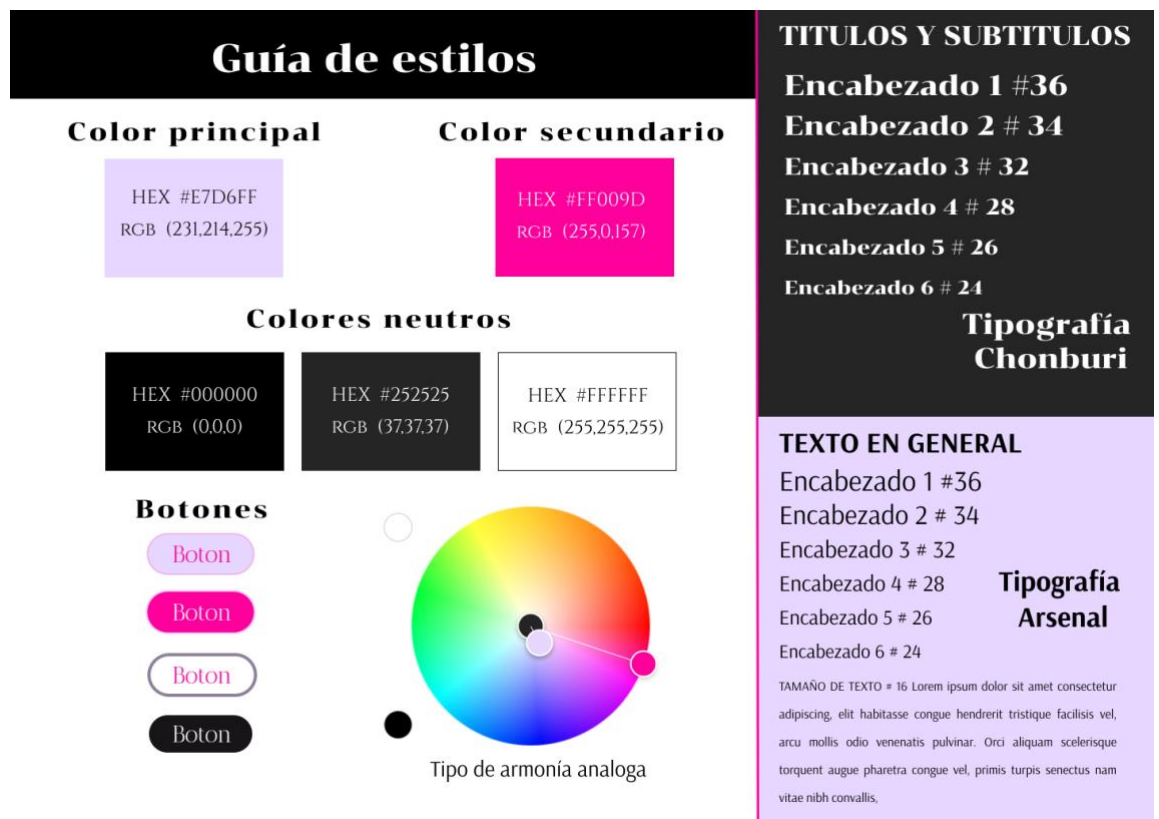 Guía de estilos
Color principal
HEX #E7D6FF
RGB (231,214,255)
Color secundario
HEX #FF009D
RGB (255,0,157)
Colores neutros
HEX #000000
RGB (0,0,0)
HEX #252525
RGB (37,37,37)
HEX #FFFFFF
RGB (255,255,255)
Botones
Boton
Boton
Boton
Boton
Tipo de armonía analoga
TITULOS Y SUBTITULOS
Encabezado 1 #36
Encabezado 2 # 34
Encabezado 3 # 32
Encabezado 4 # 28
Encabezado 5 # 26
Encabezado 6 # 24
Tipografía
Chonburi
TEXTO EN GENERAL
Encabezado 1 #36
Encabezado 2 # 34
Encabezado 3 # 32
Encabezado 4 # 28
Encabezado 5 # 26
Encabezado 6 # 24
Tipografía
Arsenal
TAMAÑO DE TEXTO # 16 Lorem ipsum dolor sit amet consectetur
adipiscing, elit habitasse congue hendrerit tristique facilisis vel,
arcu mollis odio venenatis pulvinar. Orci aliquam scelerisque
torquent augue pharetra congue vel, primis turpis senectus nam
vitae nibh convallis,